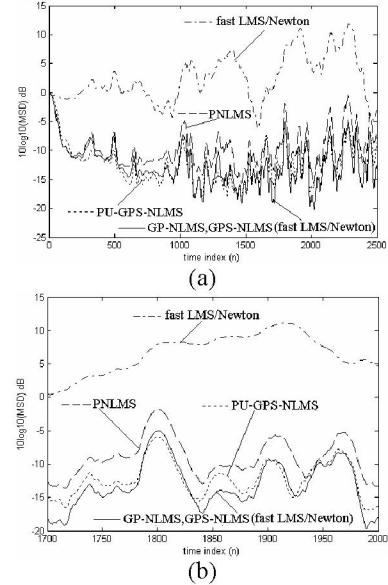 15
10
5
0
-5
-10
-15
-20
-25
10log10(MSD) dB
fast LMS/Newton
PNLMS
PU-GPS-NLMS
GP-NLMS,GPS-NLMS(fast LMS/Newton)
0 500 1000 1500 2000 2500
time index (n)
(a)
15
10
5
0
-5
-10
-15
-20
10log10(MSD) dB
fast LMS/Newton
PNLMS
PU-GPS-NLMS
GP-NLMS,GPS-NLMS(fast LMS/Newton)
1700 1750 1800 1850 1900 1950 2000
time index (n)
(b)